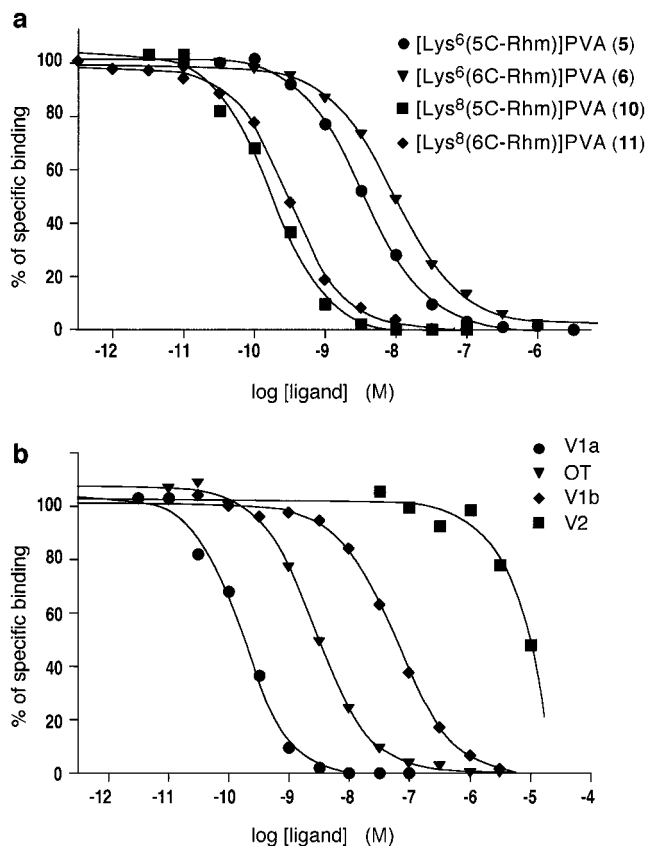 a
[Lys⁶(5C-Rhm)]PVA (5)
[Lys⁶(6C-Rhm)]PVA (6)
[Lys⁸(5C-Rhm)]PVA (10)
[Lys⁸(6C-Rhm)]PVA (11)
% of specific binding
100
80
60
40
20
0
-12 -11 -10 -9 -8 -7 -6
log [ligand] (M)
b
V1a
OT
V1b
V2
% of specific binding
100
80
60
40
20
0
-12 -11 -10 -9 -8 -7 -6 -5 -4
log [ligand] (M)